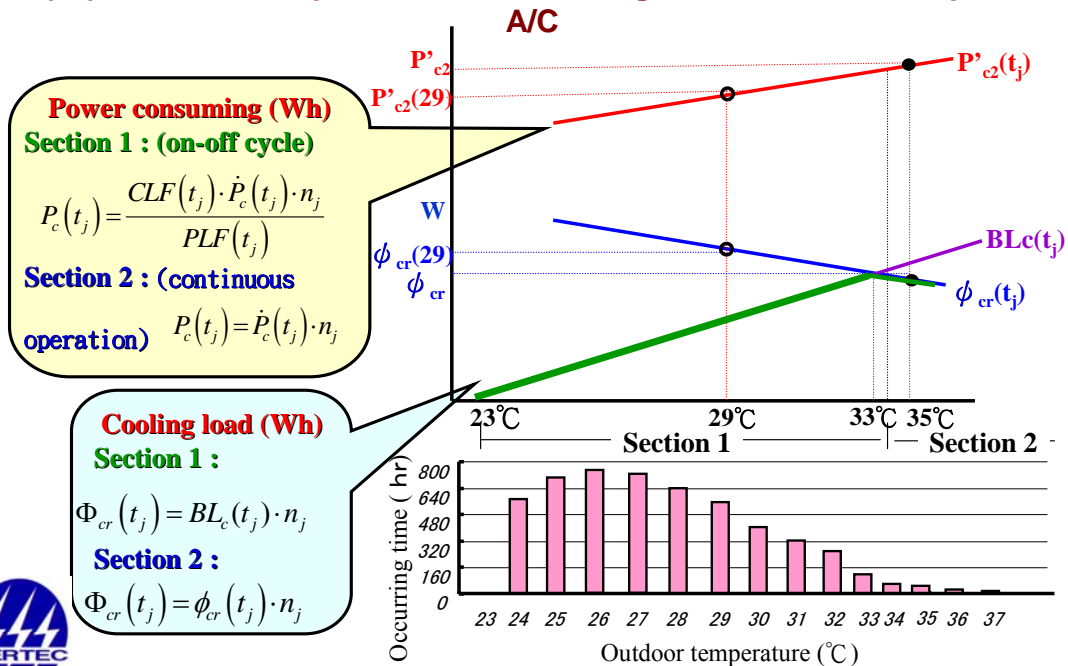 A/C
P'c2
P'c2(tj)
P'c2(29)
Power consuming (Wh)
Section 1 : (on-off cycle)
Pc(tj) = CLF(tj)·Ṗc(tj)·nj / PLF(tj)
Section 2 : (continuous
operation) Pc(tj) = Ṗc(tj)·nj
W
ϕcr(29)
ϕcr
BLc(tj)
ϕcr(tj)
23℃ 29℃ 33℃ 35℃
Section 1 Section 2
Cooling load (Wh)
Section 1 :
Φcr(tj) = BLc(tj)·nj
Section 2 :
Φcr(tj) = ϕcr(tj)·nj
Occurring time ( hr)
800
640
480
320
160
0
23 24 25 26 27 28 29 30 31 32 33 34 35 36 37
Outdoor temperature (℃)